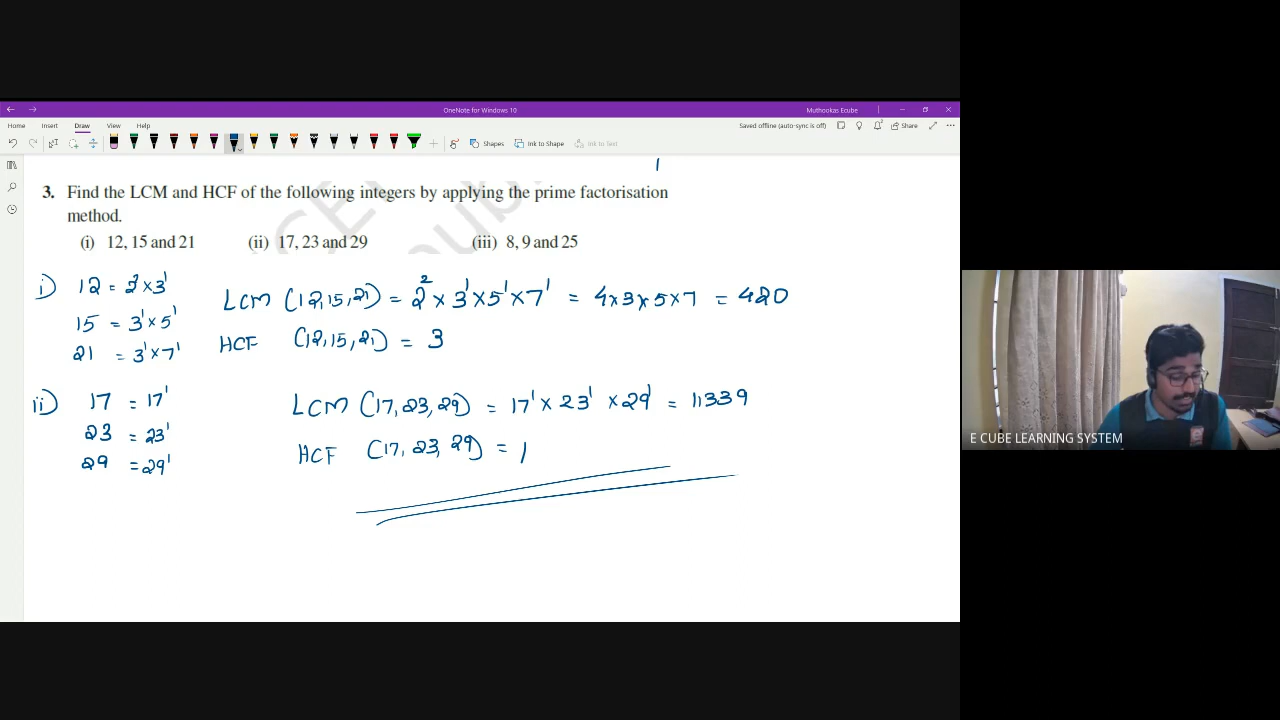 OneNote for Windows 10
Muthookas Ecube
Home Insert Draw View Help
Saved offline (auto-sync is off) Share
Shapes Ink to Shape Ink to Text
3. Find the LCM and HCF of the following integers by applying the prime factorisation
method.
(i) 12, 15 and 21 (ii) 17, 23 and 29 (iii) 8, 9 and 25
i) 12 = 2² × 3¹ LCM (12, 15, 21) = 2² × 3¹ × 5¹ × 7¹ = 4 × 3 × 5 × 7 = 420
15 = 3¹ × 5¹
HCF (12, 15, 21) = 3
21 = 3¹ × 7¹
ii) 17 = 17¹ LCM (17, 23, 29) = 17¹ × 23¹ × 29¹ = 11339
23 = 23¹
HCF (17, 23, 29) = 1
29 = 29¹
E CUBE LEARNING SYSTEM